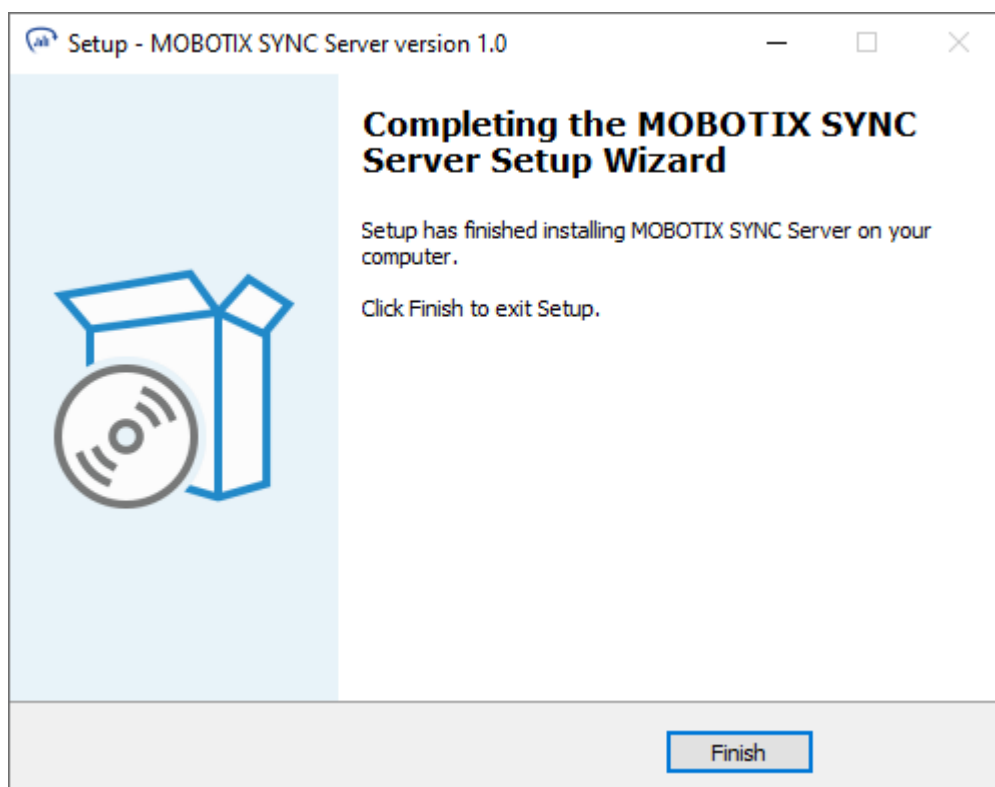 Setup - MOBOTIX SYNC Server version 1.0
Completing the MOBOTIX SYNC
Server Setup Wizard
Setup has finished installing MOBOTIX SYNC Server on your
computer.
Click Finish to exit Setup.
Finish